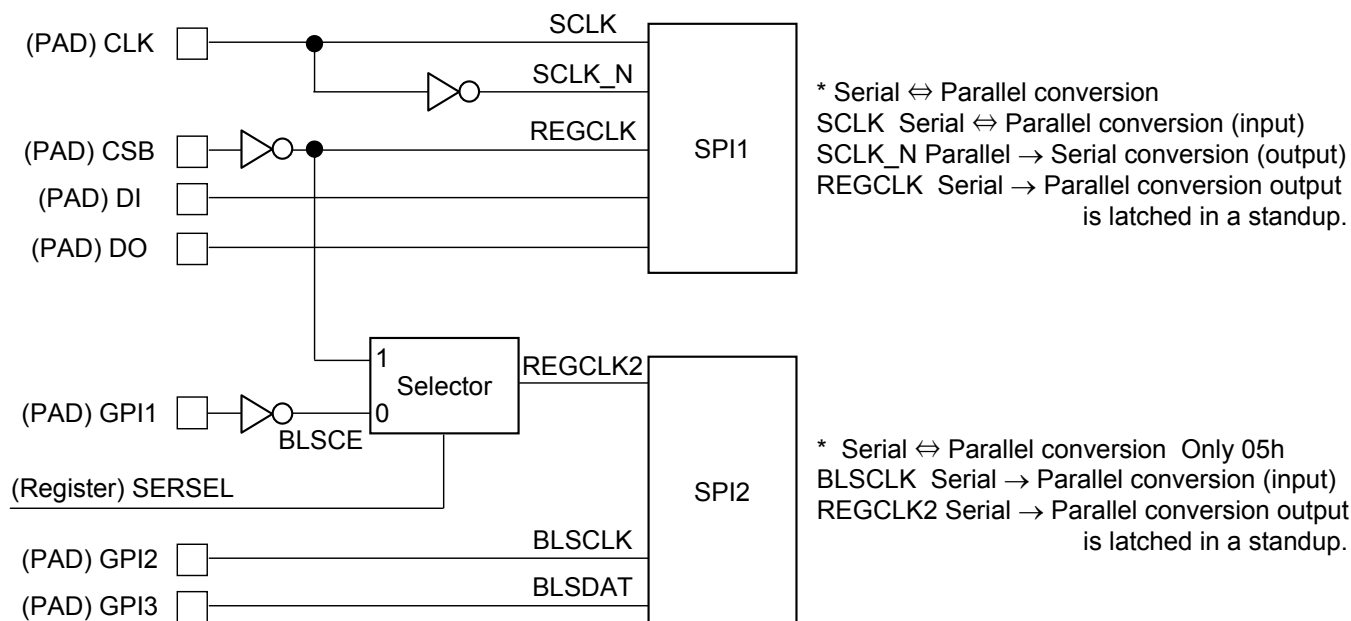 (PAD) CLK
SCLK
SCLK_N
(PAD) CSB
REGCLK
(PAD) DI
(PAD) DO
SPI1
* Serial ⇔ Parallel conversion
SCLK Serial ⇔ Parallel conversion (input)
SCLK_N Parallel → Serial conversion (output)
REGCLK Serial → Parallel conversion output
is latched in a standup.
1
Selector
0
REGCLK2
(PAD) GPI1
BLSCE
(Register) SERSEL
(PAD) GPI2
BLSCLK
(PAD) GPI3
BLSDAT
SPI2
* Serial ⇔ Parallel conversion Only 05h
BLSCLK Serial → Parallel conversion (input)
REGCLK2 Serial → Parallel conversion output
is latched in a standup.